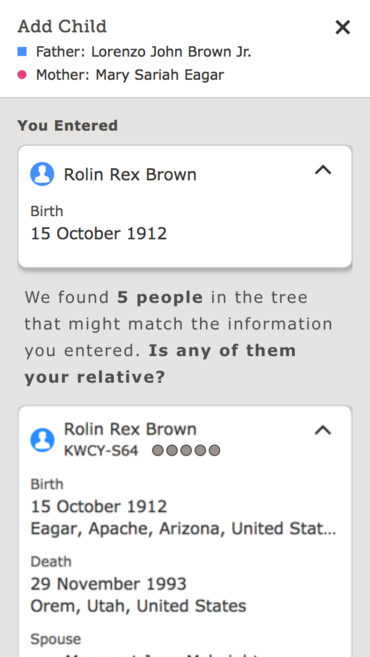 Add Child
Father: Lorenzo John Brown Jr.
Mother: Mary Sariah Eagar
You Entered
Rolin Rex Brown
Birth
15 October 1912
We found 5 people in the tree
that might match the information
you entered. Is any of them
your relative?
Rolin Rex Brown
KWCY-S64
Birth
15 October 1912
Eagar, Apache, Arizona, United Stat...
Death
29 November 1993
Orem, Utah, United States
Spouse